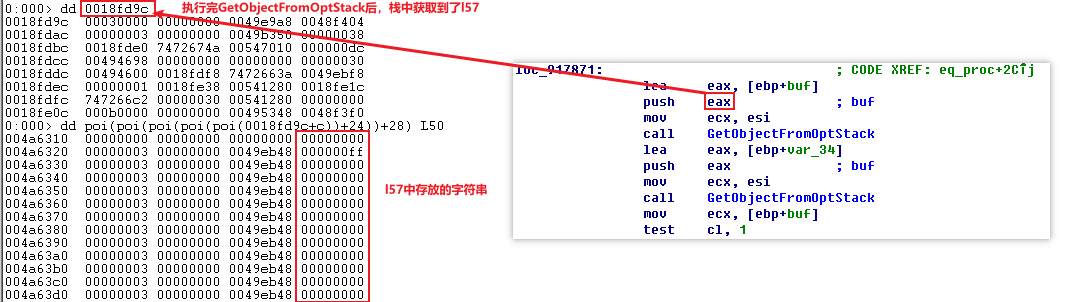 0:000> dd 0018fd9c
执行完GetObjectFromOptStack后，栈中获取到了l57
0018fd9c 00030000 00000000 0049e9a8 0048f404
0018fdac 00000003 00000000 0049b350 00000038
0018fdbc 0018fde0 7472674a 00547010 000000dc
0018fdcc 00494698 00000000 00000000 00000030
0018fddc 00494600 0018fdf8 7472663a 0049ebf8
0018fdec 00000001 0018fe38 00541280 0018fe1c
0018fdfc 747266c2 00000030 00541280 00000000
0018fe0c 000b0000 00000000 00495348 0048f3f0
0:000> dd poi(poi(poi(poi(poi(0018fd9c+c))+24))+28) L50
004a6310 00000000 00000000 00000000 00000000
004a6320 00000003 00000000 0049eb48 000000ff
004a6330 00000003 00000000 0049eb48 00000000
004a6340 00000003 00000000 0049eb48 00000000
004a6350 00000003 00000000 0049eb48 00000000
004a6360 00000003 00000000 0049eb48 00000000
004a6370 00000003 00000000 0049eb48 00000000
004a6380 00000003 00000000 0049eb48 00000000
004a6390 00000003 00000000 0049eb48 00000000
004a63a0 00000003 00000000 0049eb48 00000000
004a63b0 00000003 00000000 0049eb48 00000000
004a63c0 00000003 00000000 0049eb48 00000000
004a63d0 00000003 00000000 0049eb48 00000000
l57中存放的字符串
loc_917871: ; CODE XREF: eq_proc+2C↑j
lea eax, [ebp+buf]
push eax ; buf
mov ecx, esi
call GetObjectFromOptStack
lea eax, [ebp+var_34]
push eax ; buf
mov ecx, esi
call GetObjectFromOptStack
mov ecx, [ebp+buf]
test cl, 1